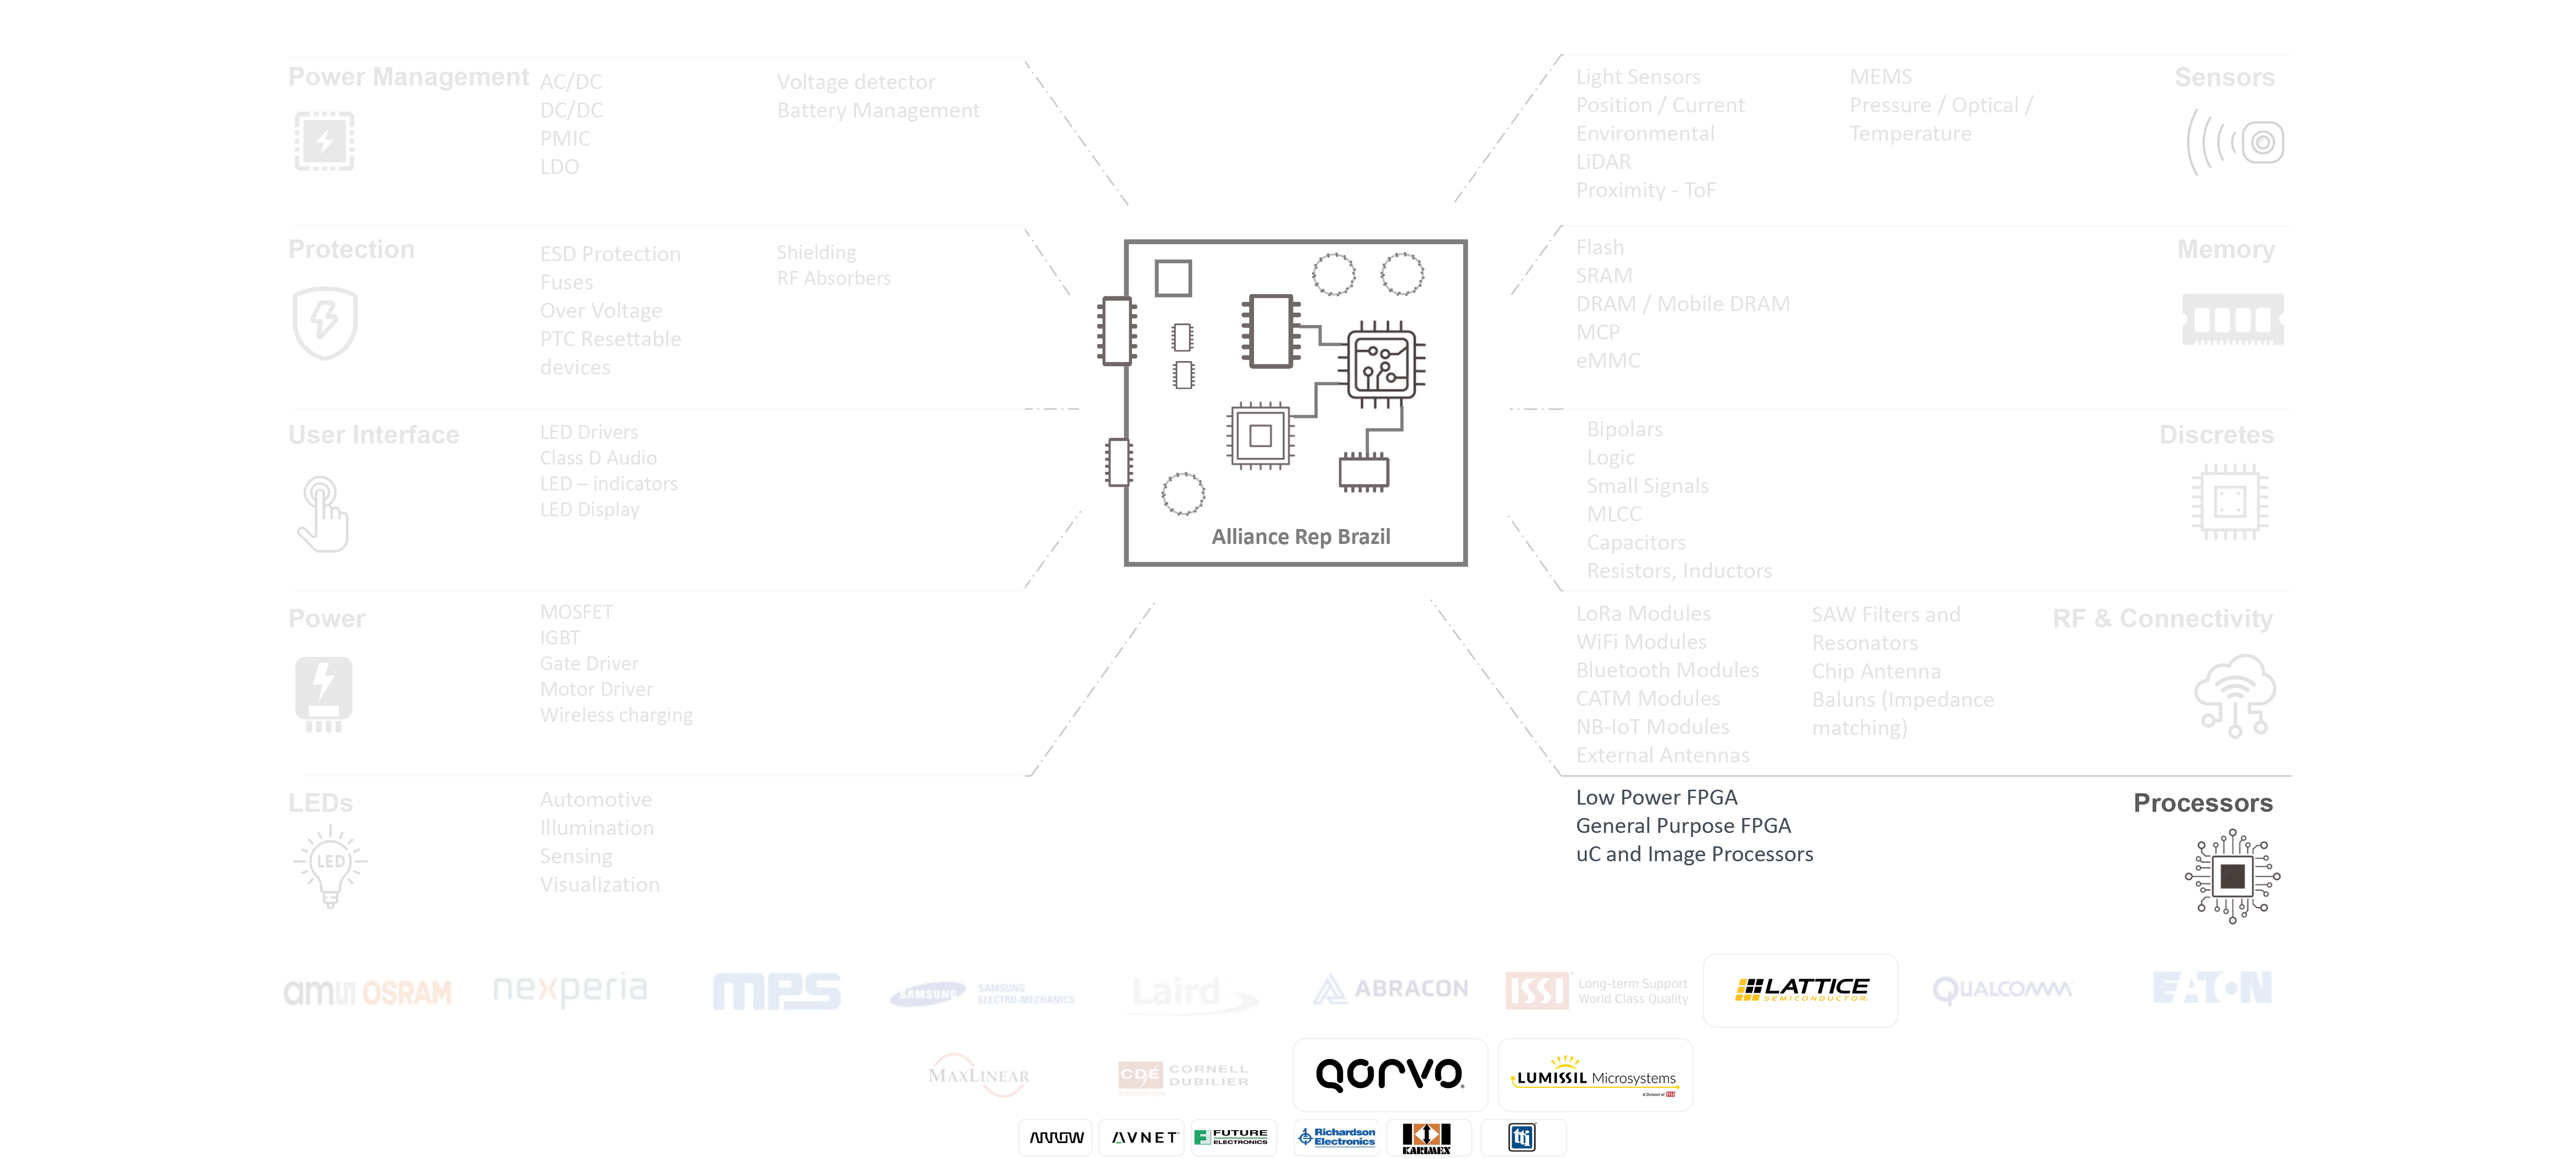 Power Management
AC/DC
DC/DC
PMIC
LDO
Voltage detector
Battery Management
Protection
ESD Protection
Fuses
Over Voltage
PTC Resettable
devices
Shielding
RF Absorbers
User Interface
LED Drivers
Class D Audio
LED – indicators
LED Display
Power
MOSFET
IGBT
Gate Driver
Motor Driver
Wireless charging
LEDs
LED
Automotive
Illumination
Sensing
Visualization
Alliance Rep Brazil
Light Sensors
Position / Current
Environmental
LiDAR
Proximity - ToF
MEMS
Pressure / Optical /
Temperature
Sensors
Flash
SRAM
DRAM / Mobile DRAM
MCP
eMMC
Memory
Bipolars
Logic
Small Signals
MLCC
Capacitors
Resistors, Inductors
Discretes
LoRa Modules
WiFi Modules
Bluetooth Modules
CATM Modules
NB-IoT Modules
External Antennas
SAW Filters and
Resonators
Chip Antenna
Baluns (Impedance
matching)
RF & Connectivity
Low Power FPGA
General Purpose FPGA
uC and Image Processors
Processors
amui OSRAM
nexperia
mps
SAMSUNG
SAMSUNG
ELECTRO-MECHANICS
Laird
ABRACON
ISSI
Long-term Support
World Class Quality
LATTICE
SEMICONDUCTOR
QUALCOMM
EATON
MAXLINEAR
CDE
CORNELL
DUBILIER
QORVO
LUMISSIL Microsystems
A Division of ISSI
ARROW
AVNET
FUTURE
ELECTRONICS
Richardson
Electronics
KARIMEX
tti